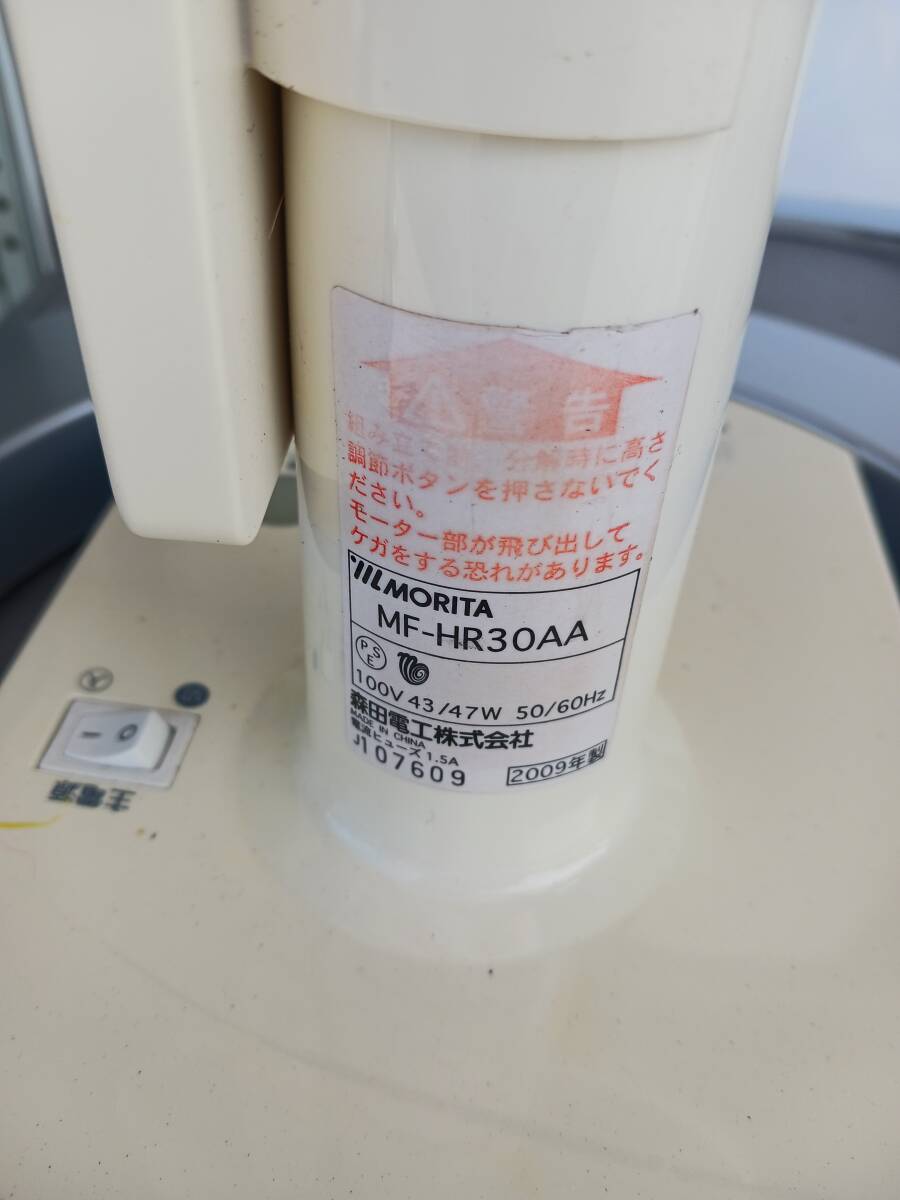 警告
組み立て時、分解時に高さ
調節ボタンを押さないでく
ださい。
モーター部が飛び出して
ケガをする恐れがあります。
MORITA
MF-HR30AA
PSE
100V 43/47W 50/60Hz
森田電工株式会社
MADE IN CHINA
電流ヒューズ1.5A
J107609
2009年製
主電源